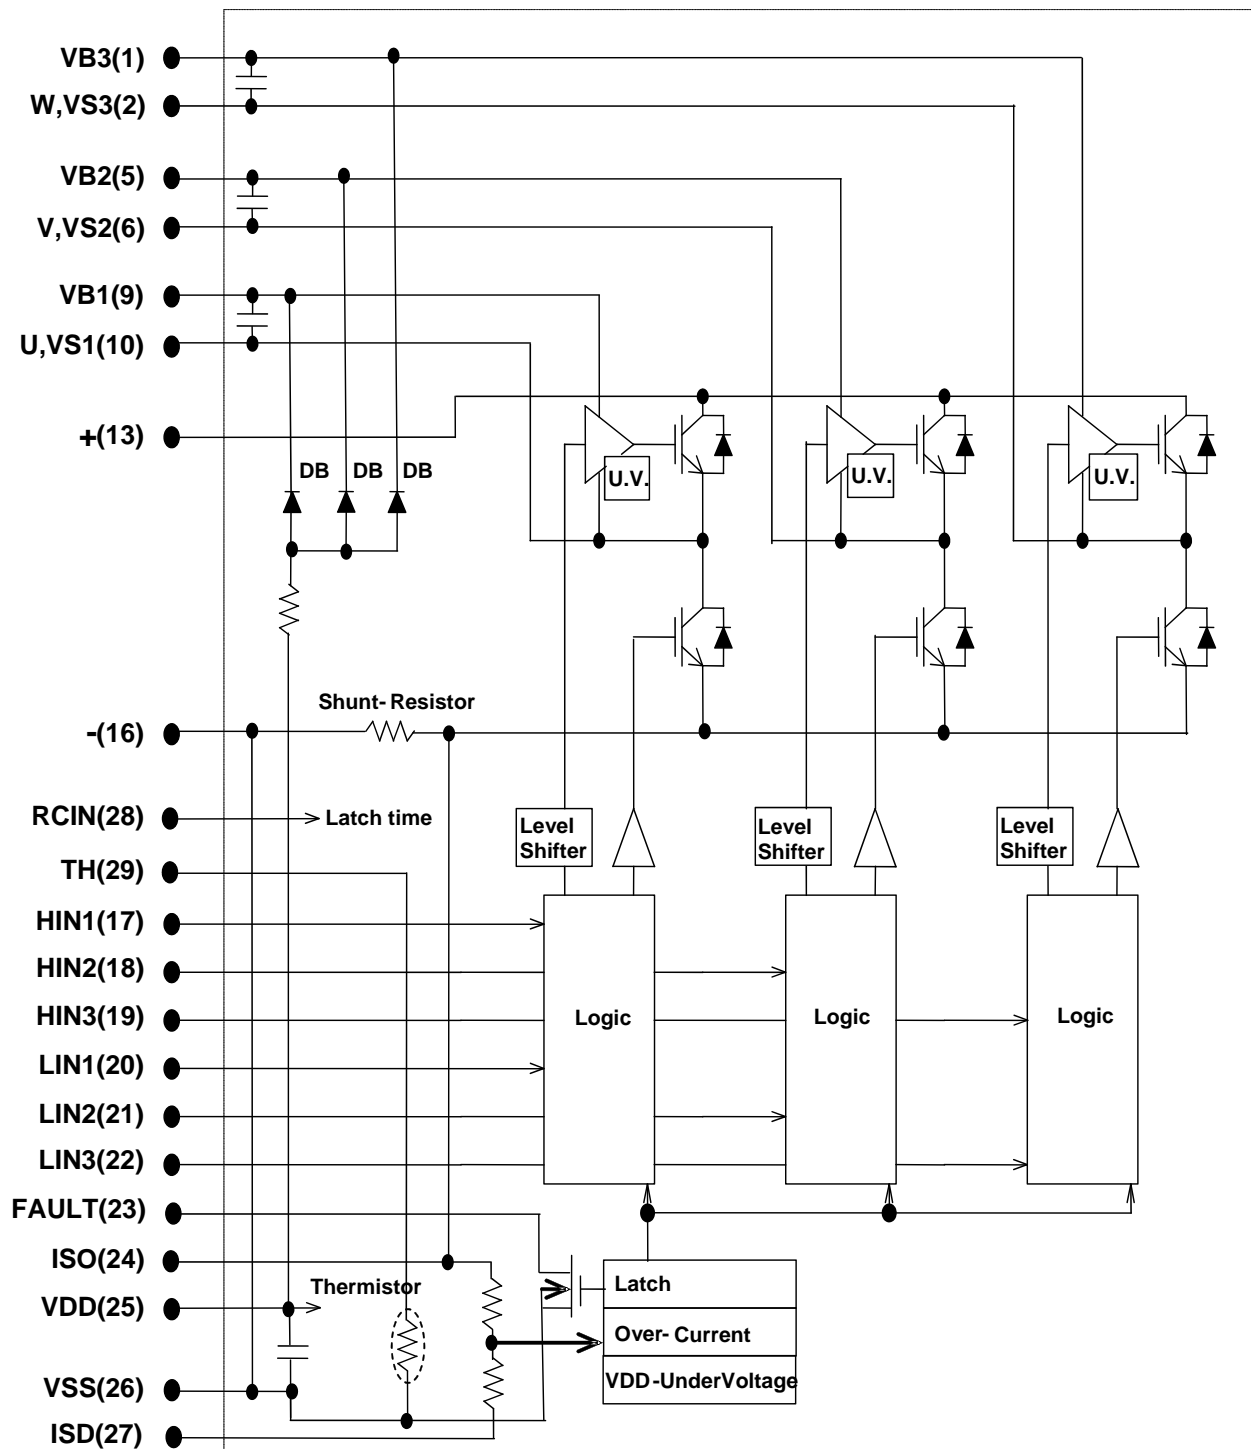 VB3(1)
W,VS3(2)
VB2(5)
V,VS2(6)
VB1(9)
U,VS1(10)
+(13)
DB DB DB
U.V. U.V. U.V.
Shunt-Resistor
-(16)
RCIN(28)
Latch time
Level
Shifter
Level
Shifter
Level
Shifter
TH(29)
HIN1(17)
HIN2(18)
HIN3(19)
Logic Logic Logic
LIN1(20)
LIN2(21)
LIN3(22)
FAULT(23)
ISO(24)
Latch
Thermistor
VDD(25)
Over-Current
VDD-UnderVoltage
VSS(26)
ISD(27)